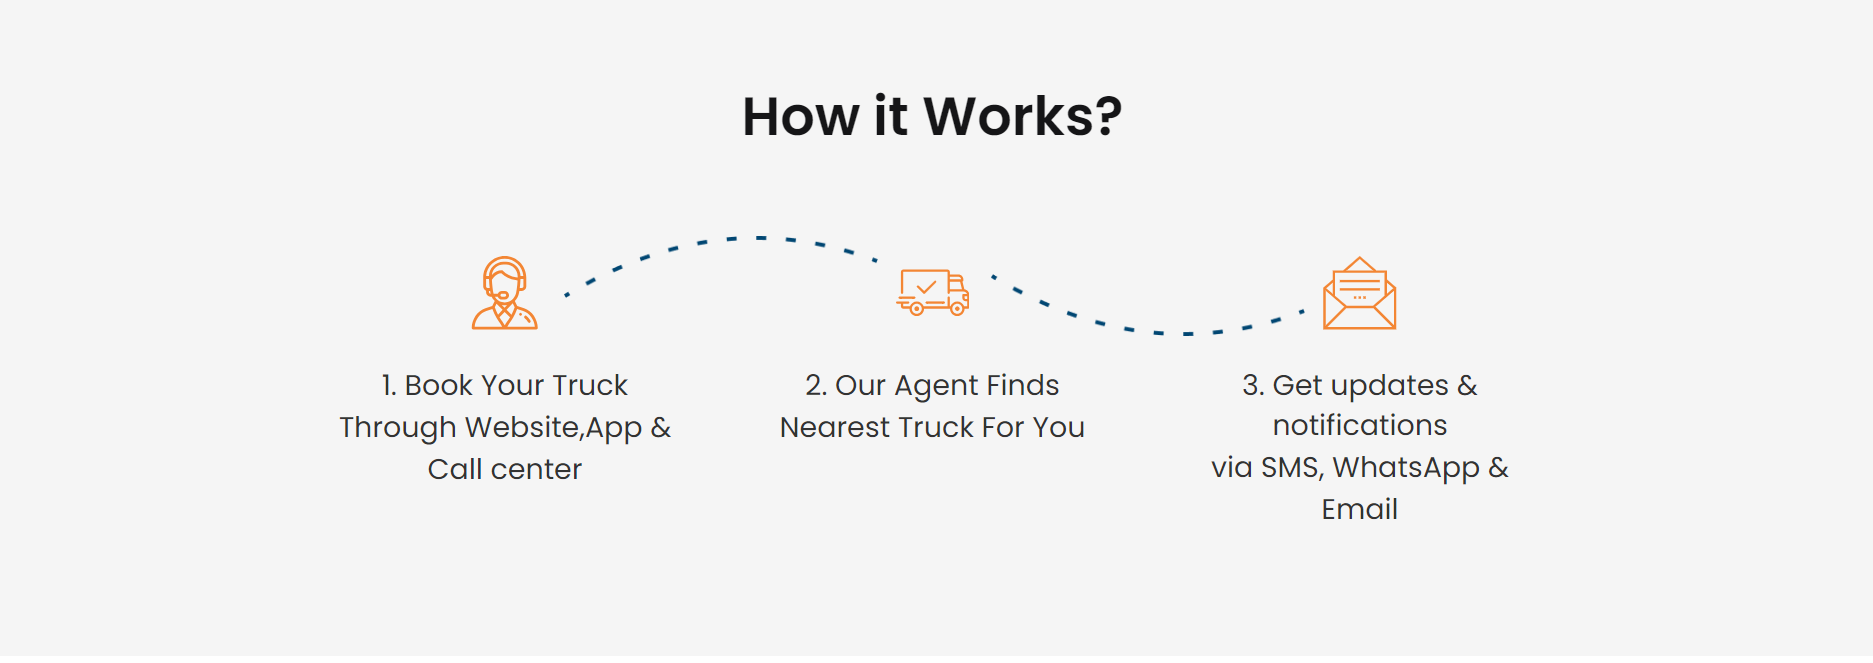 How it Works?
1. Book Your Truck
Through Website,App &
Call center
2. Our Agent Finds
Nearest Truck For You
3. Get updates &
notifications
via SMS, WhatsApp &
Email